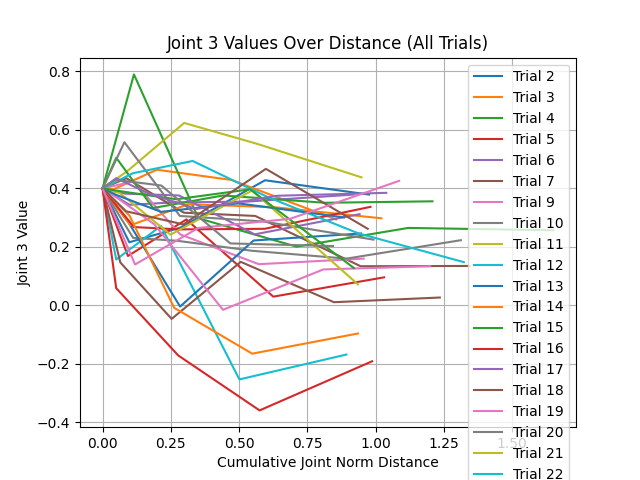 Joint 3 Values Over Distance (All Trials)
0.8
0.6
0.4
0.2
0.0
−0.2
−0.4
Joint 3 Value
0.00
0.25
0.50
0.75
1.00
1.25
1.50
Cumulative Joint Norm Distance
Trial 2
Trial 3
Trial 4
Trial 5
Trial 6
Trial 7
Trial 9
Trial 10
Trial 11
Trial 12
Trial 13
Trial 14
Trial 15
Trial 16
Trial 17
Trial 18
Trial 19
Trial 20
Trial 21
Trial 22